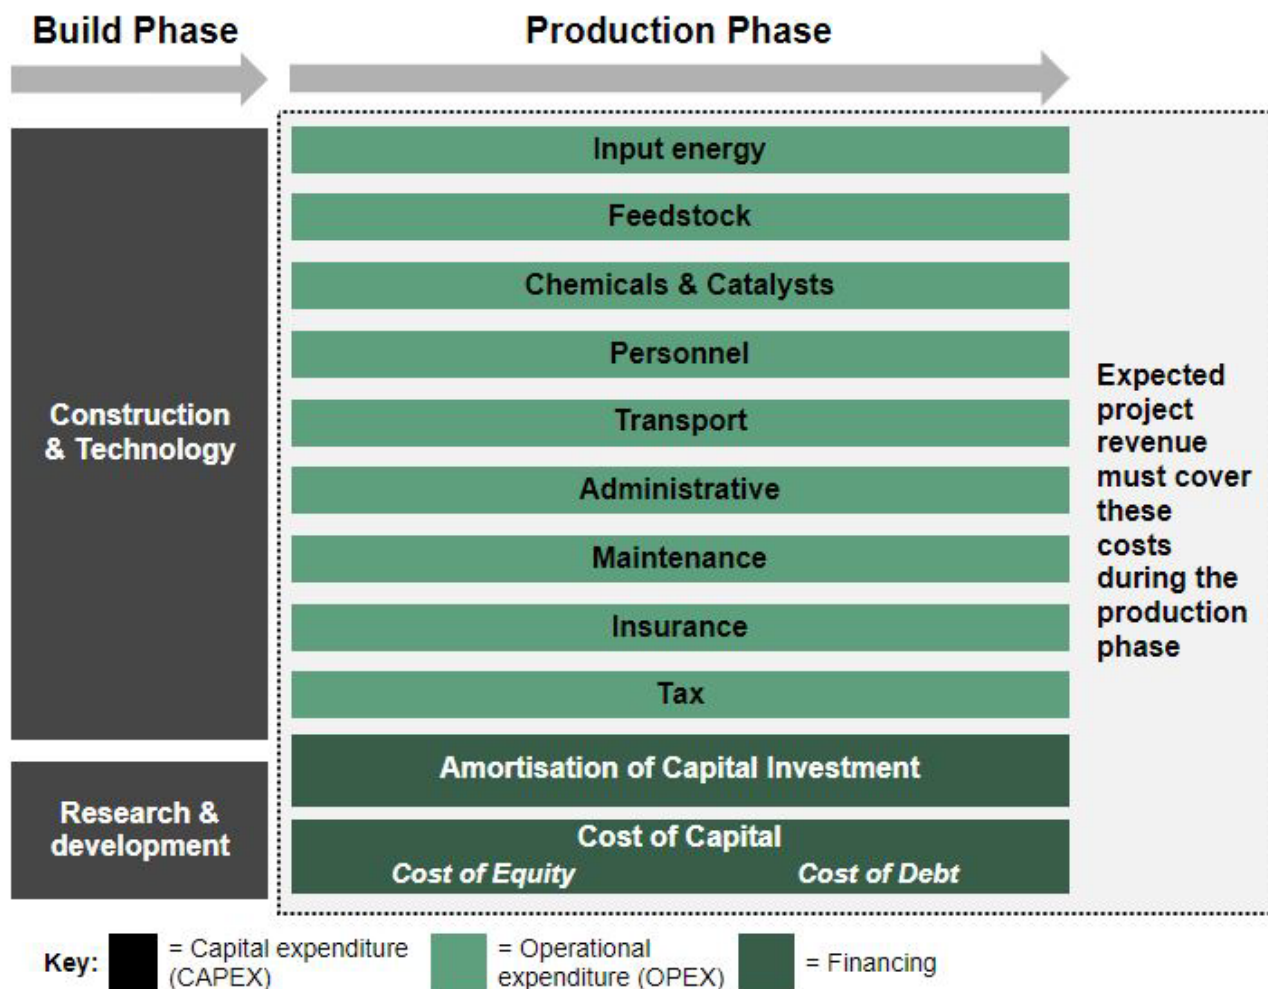 Build Phase
Production Phase
Construction
& Technology
Research &
development
Input energy
Feedstock
Chemicals & Catalysts
Personnel
Transport
Administrative
Maintenance
Insurance
Tax
Amortisation of Capital Investment
Cost of Capital
Cost of Equity
Cost of Debt
Expected
project
revenue
must cover
these
costs
during the
production
phase
Key:
= Capital expenditure
(CAPEX)
= Operational
expenditure (OPEX)
= Financing